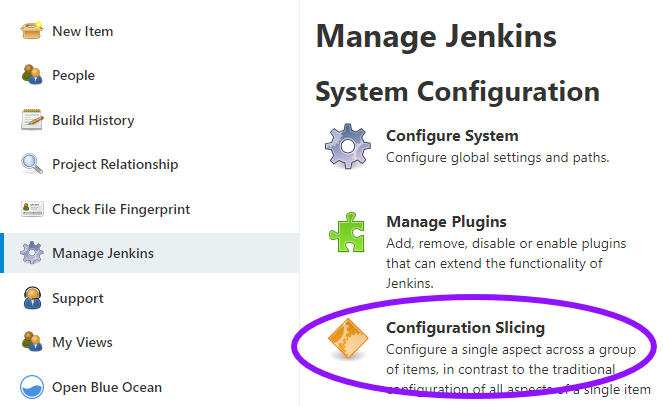 New Item
People
Build History
Project Relationship
Check File Fingerprint
Manage Jenkins
Support
My Views
Open Blue Ocean
Manage Jenkins
System Configuration
Configure System
Configure global settings and paths.
Manage Plugins
Add, remove, disable or enable plugins
that can extend the functionality of
Jenkins.
Configuration Slicing
Configure a single aspect across a group
of items, in contrast to the traditional
configuration of all aspects of a single item